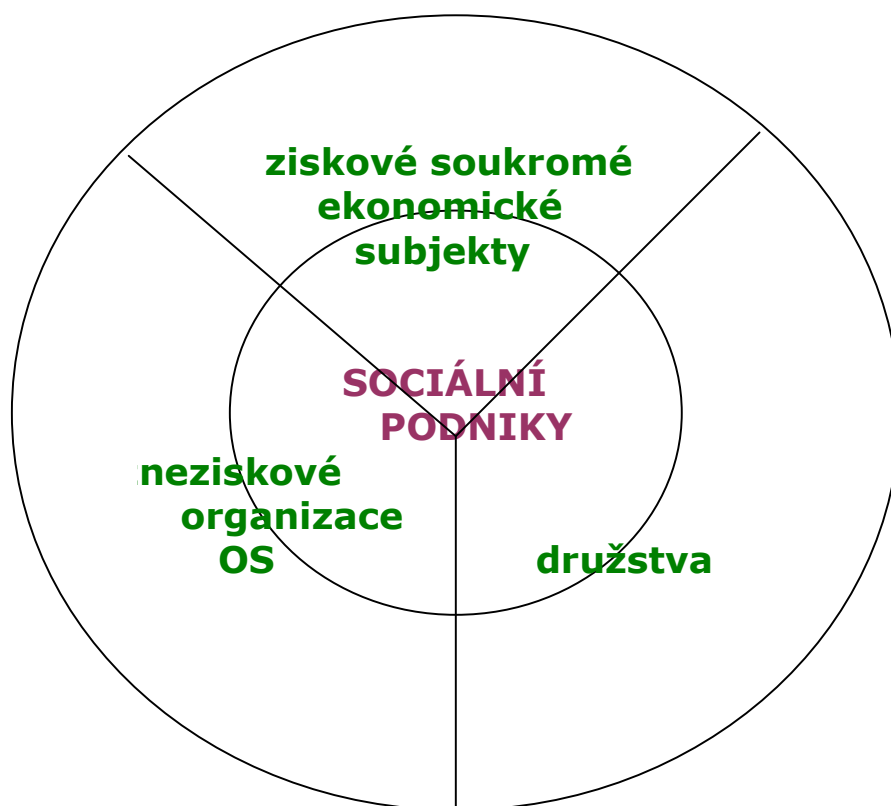 ziskové soukromé
ekonomické
subjekty
SOCIÁLNÍ
PODNIKY
neziskové
organizace
OS
družstva